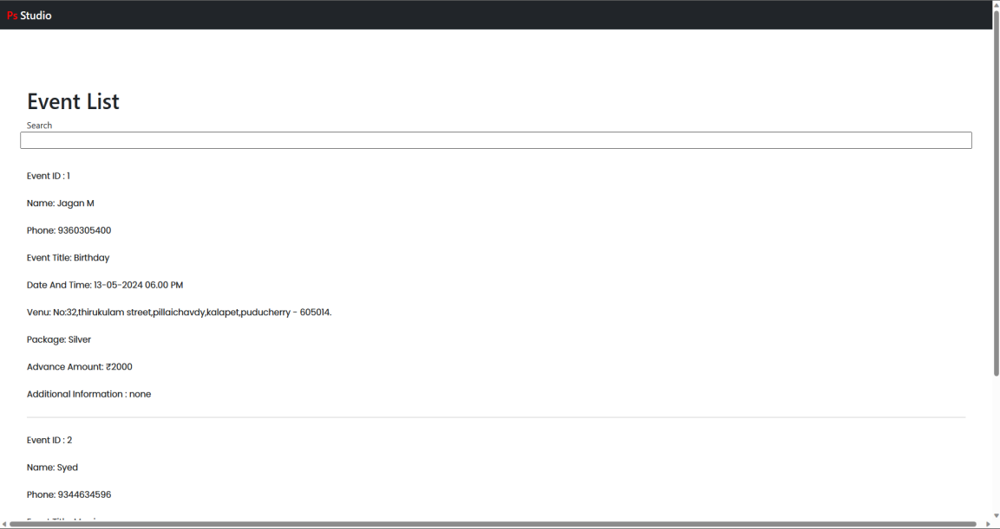 Ps Studio
Event List
Search
Event ID : 1
Name: Jagan M
Phone: 9360305400
Event Title: Birthday
Date And Time: 13-05-2024 06.00 PM
Venu: No:32,thirukulam street,pillaichavdy,kalapet,puducherry - 605014.
Package: Silver
Advance Amount: ₹2000
Additional Information : none
Event ID : 2
Name: Syed
Phone: 9344634596
Event Title: